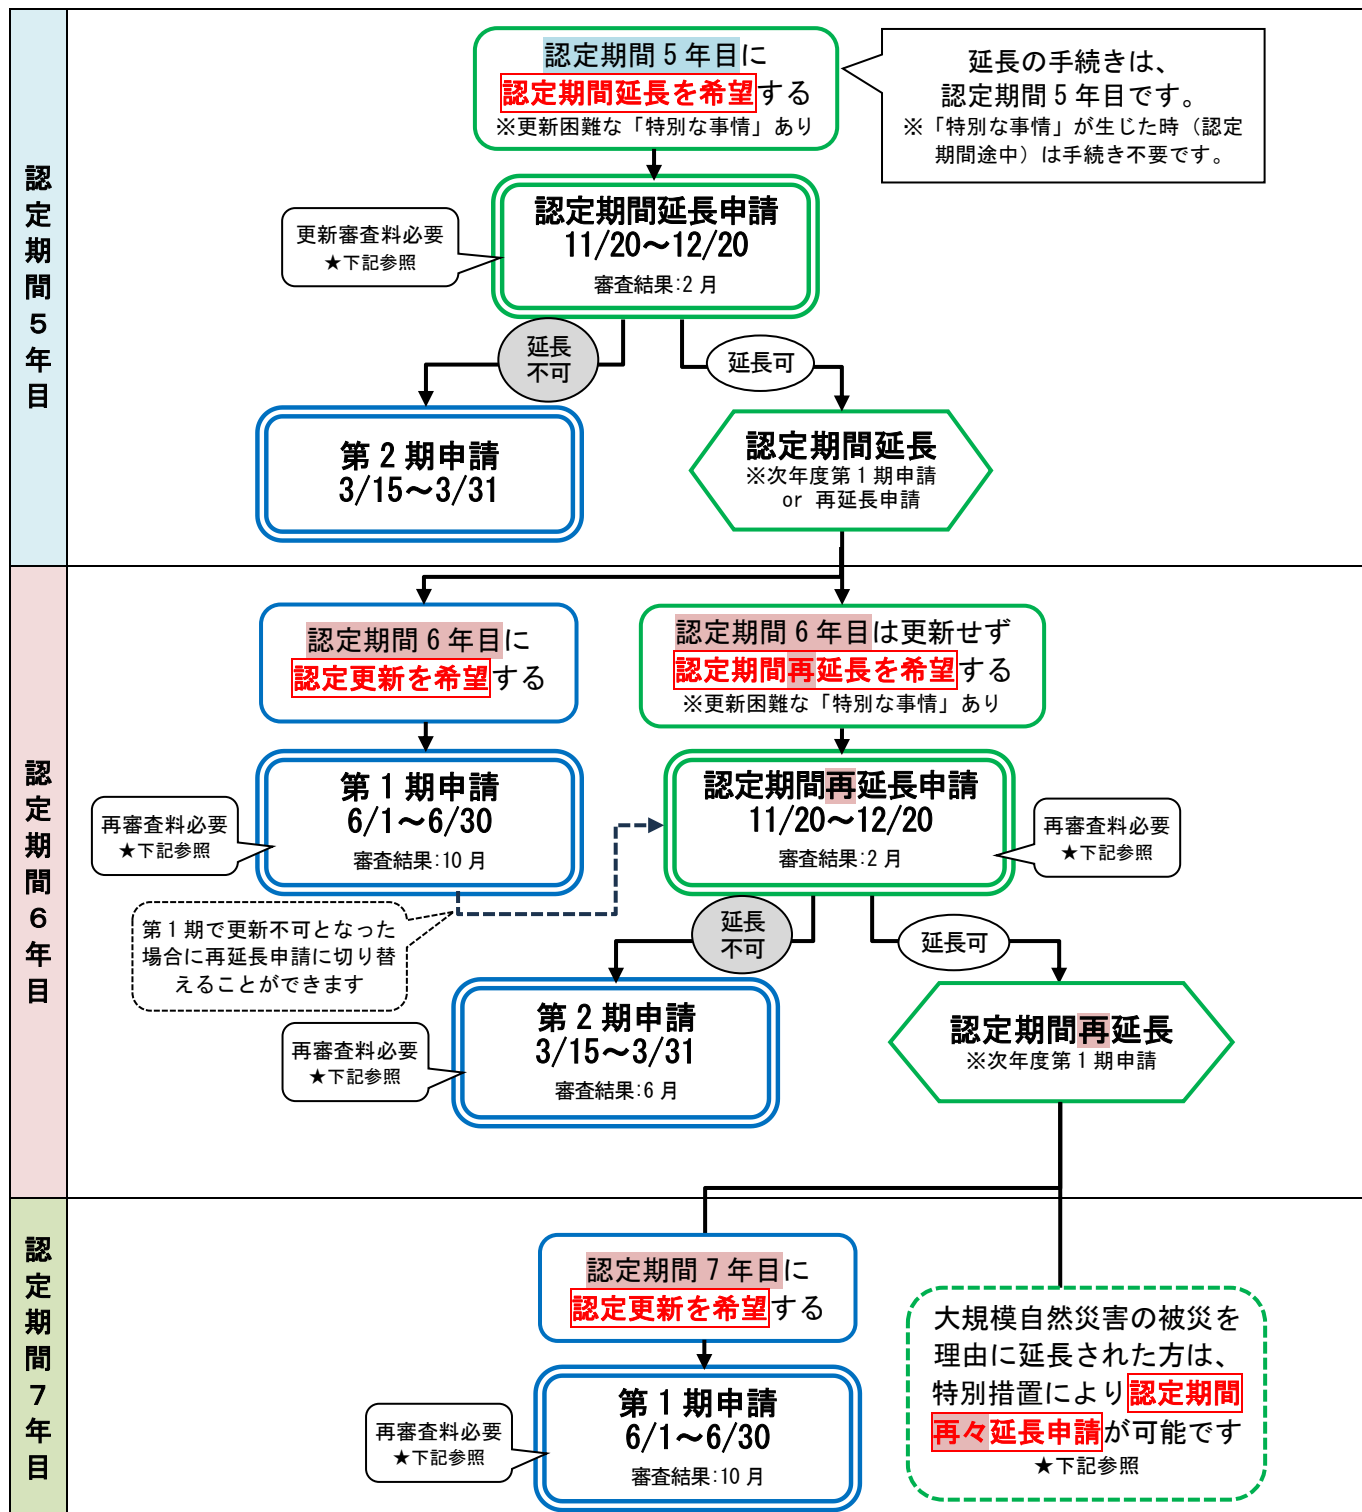 認定期間５年目
認定期間５年目に
認定期間延長を希望する
※更新困難な「特別な事情」あり
延長の手続きは、
認定期間５年目です。
※「特別な事情」が生じた時（認定
期間途中）は手続き不要です。
更新審査料必要
★下記参照
認定期間延長申請
11/20～12/20
審査結果:2 月
延長
不可
延長可
第２期申請
3/15～3/31
認定期間延長
※次年度第１期申請
or 再延長申請
認定期間６年目
認定期間６年目に
認定更新を希望する
認定期間６年目は更新せず
認定期間再延長を希望する
※更新困難な「特別な事情」あり
再審査料必要
★下記参照
第１期申請
6/1～6/30
審査結果:10 月
認定期間再延長申請
11/20～12/20
審査結果:2 月
再審査料必要
★下記参照
第１期で更新不可となった
場合に再延長申請に切り替
えることができます
延長
不可
延長可
再審査料必要
★下記参照
第２期申請
3/15～3/31
審査結果:6 月
認定期間再延長
※次年度第１期申請
認定期間７年目
認定期間７年目に
認定更新を希望する
再審査料必要
★下記参照
第１期申請
6/1～6/30
審査結果:10 月
大規模自然災害の被災を
理由に延長された方は、
特別措置により認定期間
再々延長申請が可能です
★下記参照